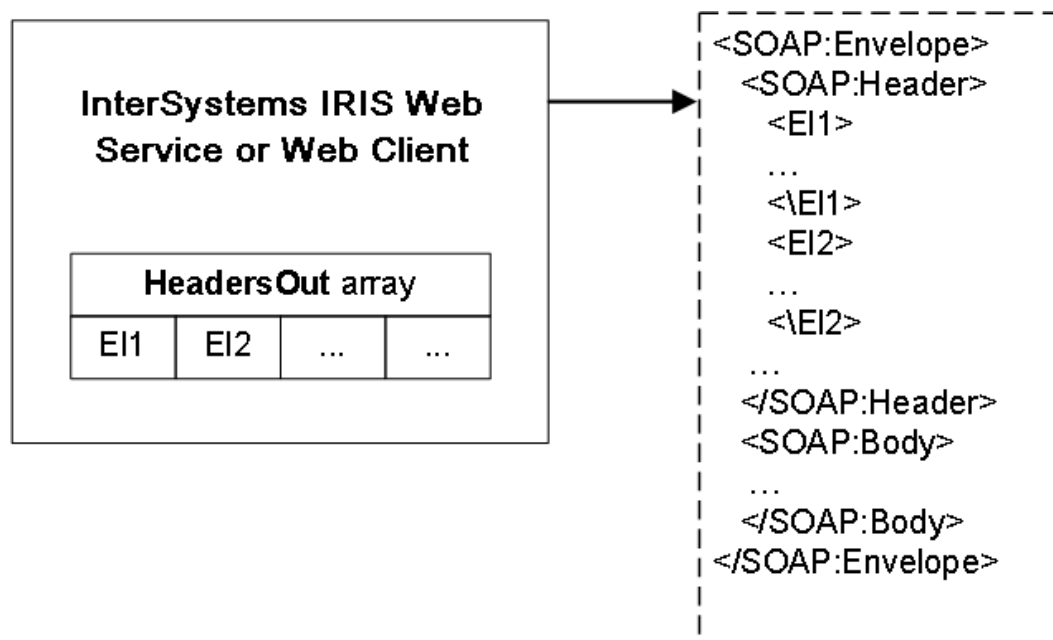 InterSystems IRIS Web
Service or Web Client
HeadersOut array
El1 El2 ... ...
<SOAP:Envelope>
<SOAP:Header>
<El1>
...
<\El1>
<El2>
...
<\El2>
...
</SOAP:Header>
<SOAP:Body>
...
</SOAP:Body>
</SOAP:Envelope>